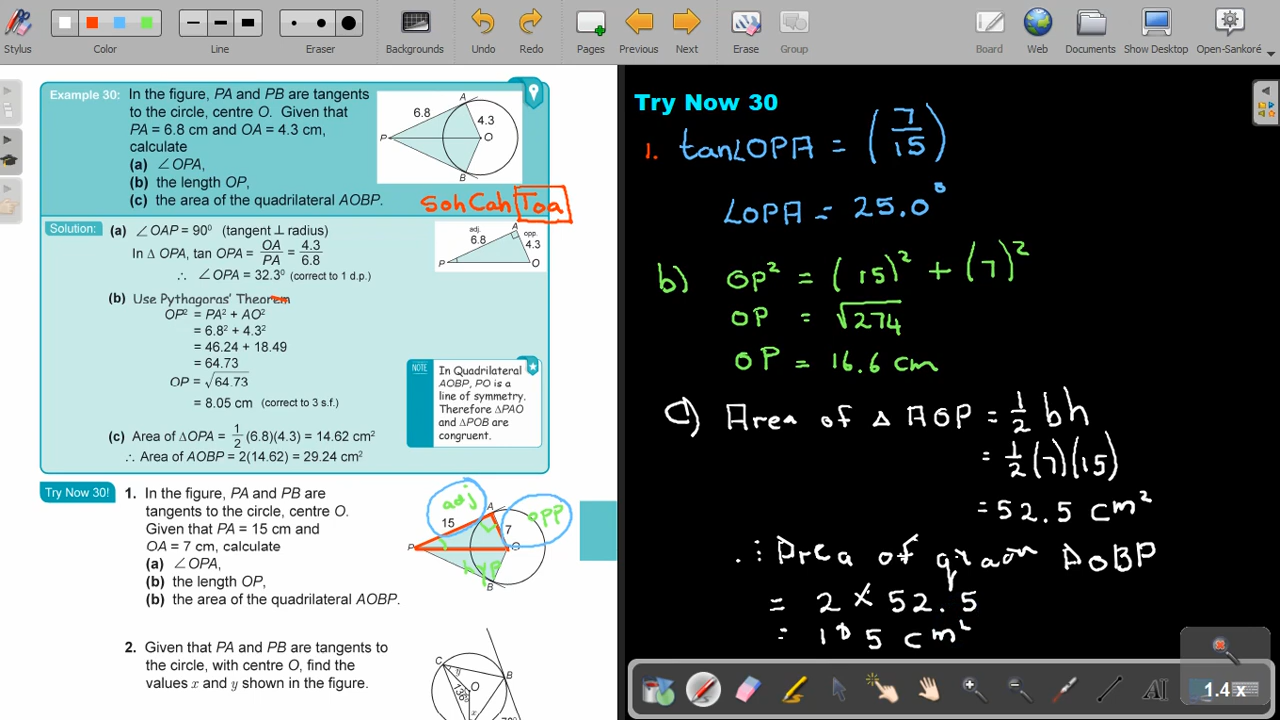 Stylus
Color
Line
Eraser
Backgrounds
Undo
Redo
Pages
Previous
Next
Erase
Group
Board
Web
Documents
Show Desktop
Open-Sankoré
Example 30:
In the figure, PA and PB are tangents
to the circle, centre O. Given that
PA = 6.8 cm and OA = 4.3 cm,
calculate
(a) ∠OPA,
(b) the length OP,
(c) the area of the quadrilateral AOBP.
A
6.8
4.3
P
O
B
Soh Cah Toa
Solution:
(a) ∠OAP = 90⁰ (tangent ⊥ radius)
In Δ OPA, tan OPA = OA/PA = 4.3/6.8
∴ ∠OPA = 32.3⁰ (correct to 1 d.p.)
adj.
6.8
A
opp.
4.3
P
O
(b) Use Pythagoras' Theorem
OP² = PA² + AO²
= 6.8² + 4.3²
= 46.24 + 18.49
= 64.73
OP = √64.73
= 8.05 cm (correct to 3 s.f.)
NOTE
In Quadrilateral
AOBP, PO is a
line of symmetry.
Therefore ΔPAO
and ΔPOB are
congruent.
(c) Area of ΔOPA = 1/2 (6.8)(4.3) = 14.62 cm²
∴ Area of AOBP = 2(14.62) = 29.24 cm²
Try Now 30!
1. In the figure, PA and PB are
tangents to the circle, centre O.
Given that PA = 15 cm and
OA = 7 cm, calculate
(a) ∠OPA,
(b) the length OP,
(b) the area of the quadrilateral AOBP.
adj
A
opp
15
7
P
O
hyp
B
2. Given that PA and PB are tangents to
the circle, with centre O, find the
values x and y shown in the figure.
C
y
B
O
x
Try Now 30
1. tan∠OPA = (7/15)
∠OPA = 25.0°
b) OP² = (15)² + (7)²
OP = √274
OP = 16.6 cm
c) Area of Δ AOP = 1/2 bh
= 1/2 (7)(15)
= 52.5 cm²
∴ Area of AOBP
= 2 × 52.5
= 105 cm²
1.4 x